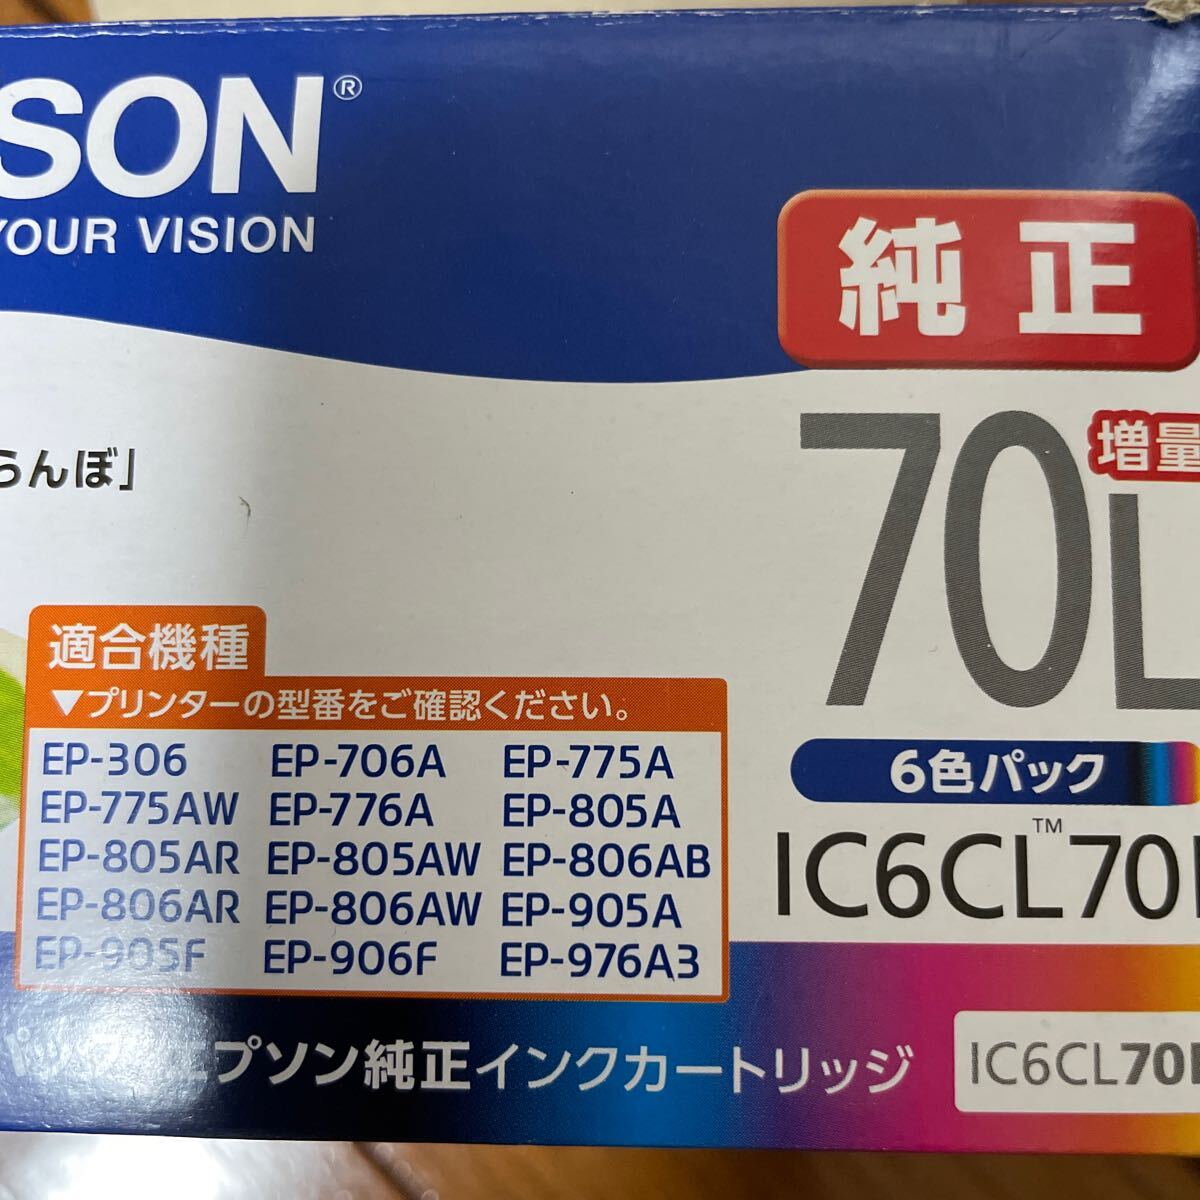 SON®
YOUR VISION
純正
らんぼ」
増量
70L
適合機種
▼プリンターの型番をご確認ください。
EP-306 EP-706A EP-775A
EP-775AW EP-776A EP-805A
EP-805AR EP-805AW EP-806AB
EP-806AR EP-806AW EP-905A
EP-905F EP-906F EP-976A3
6色パック
IC6CL™70L
エプソン純正インクカートリッジ
IC6CL70L